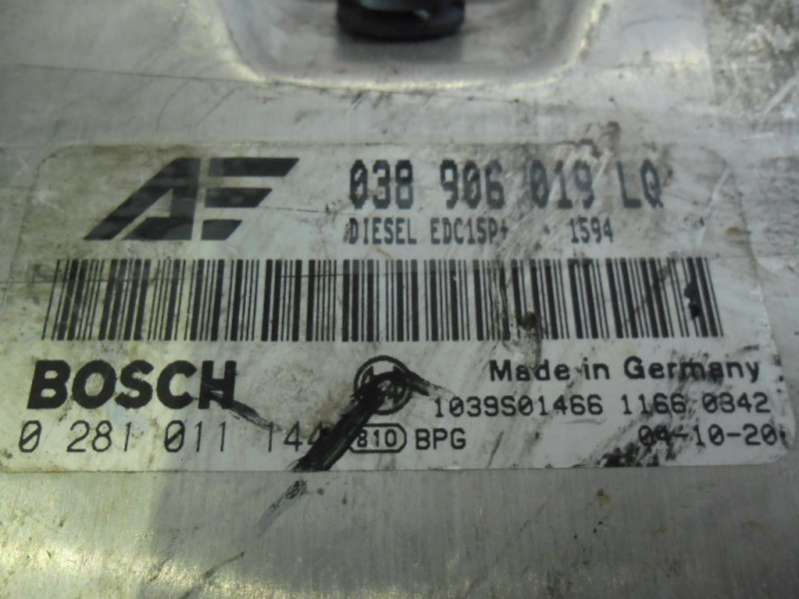 AF
038 906 019 LQ
DIESEL EDC15P+ - 1594
BOSCH
Made in Germany
1039S01466 1166 0342
0 281 011 144 810 BPG 04-10-20